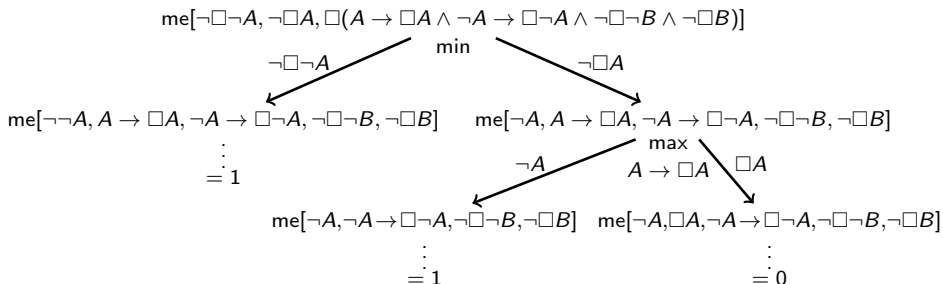 me[¬□¬A, ¬□A, □(A → □A ∧ ¬A → □¬A ∧ ¬□¬B ∧ ¬□B)]
min
¬□¬A
¬□A
me[¬¬A, A → □A, ¬A → □¬A, ¬□¬B, ¬□B]
me[¬A, A → □A, ¬A → □¬A, ¬□¬B, ¬□B]
⋮
= 1
max
¬A
A → □A
□A
me[¬A,¬A→□¬A,¬□¬B,¬□B]
me[¬A,□A,¬A→□¬A,¬□¬B,¬□B]
⋮
= 1
⋮
= 0